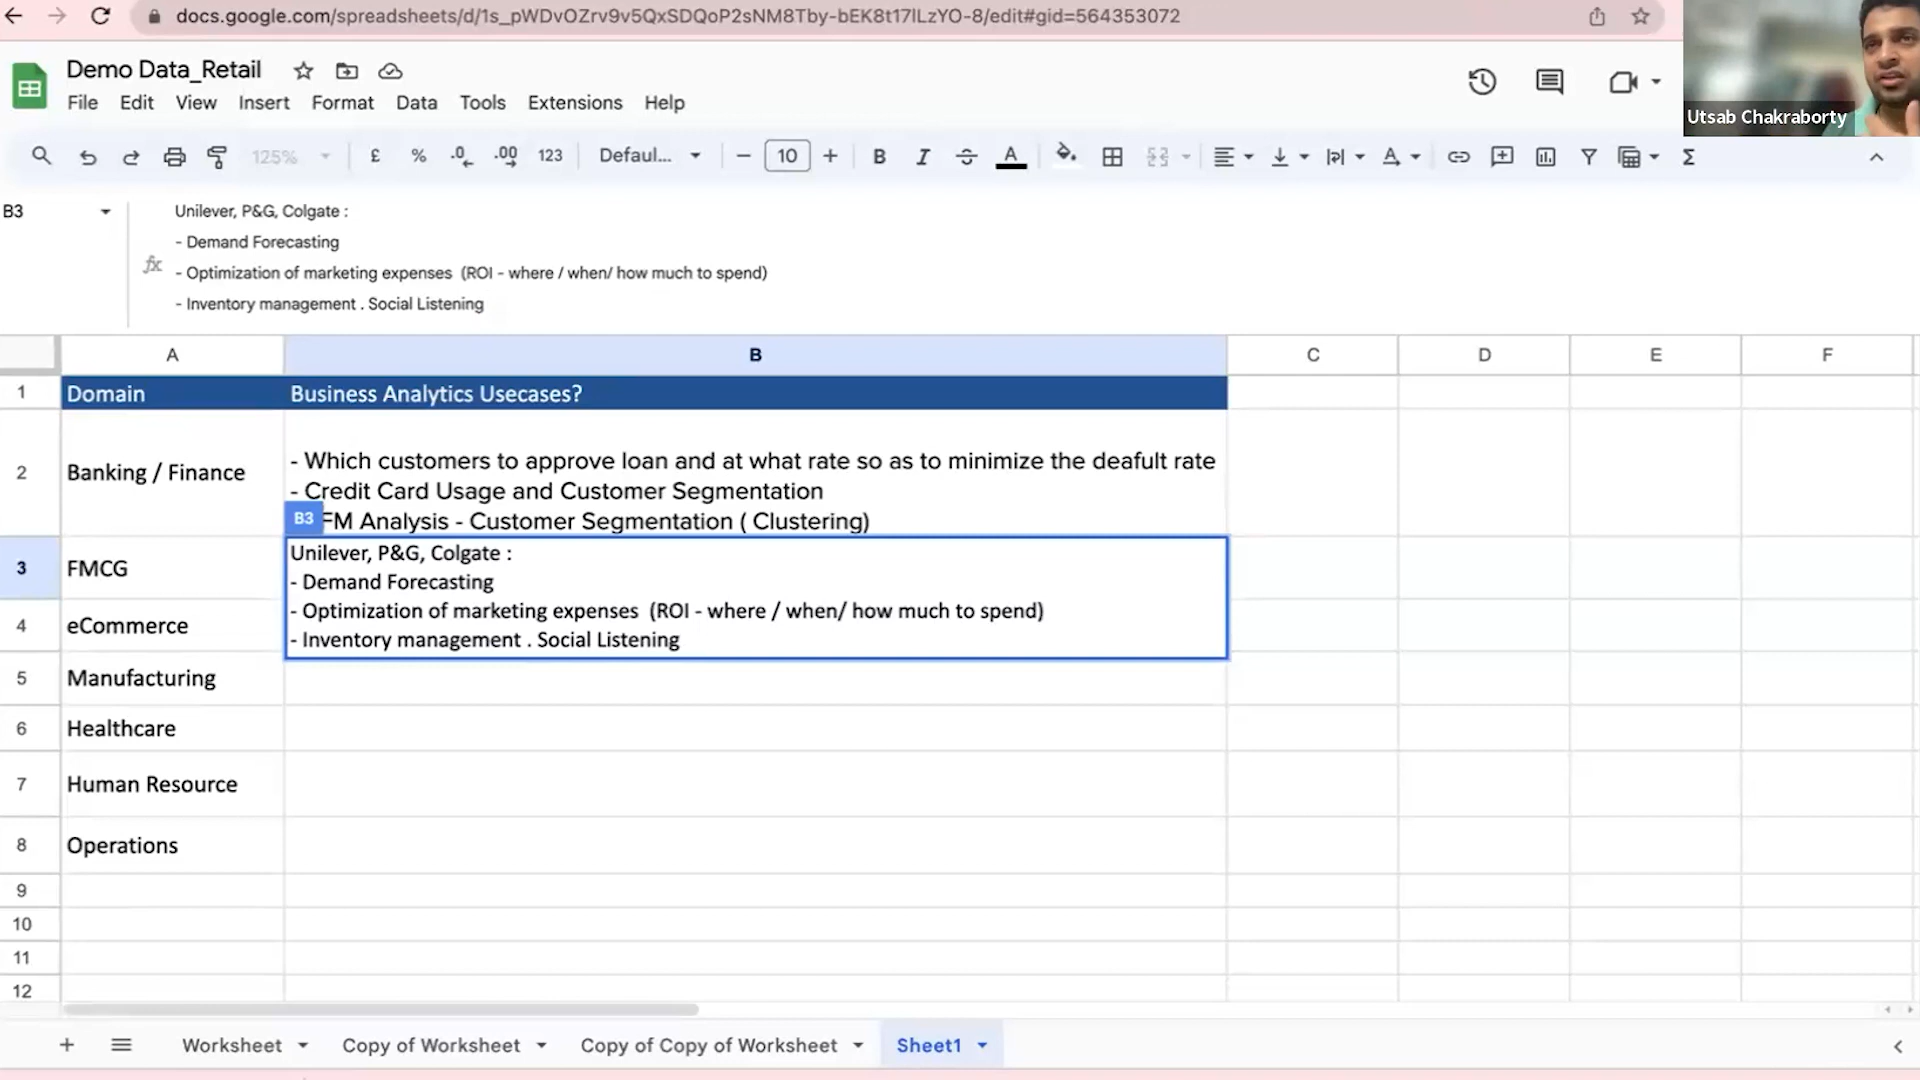 docs.google.com/spreadsheets/d/1s_pWDvOZrv9v5QxSDQoP2sNM8Tby-bEK8t17lLzYO-8/edit#gid=564353072
Demo Data_Retail
File Edit View Insert Format Data Tools Extensions Help
Utsab Chakraborty
125% £ % .0 .00 123 Defaul... 10 B I A Σ
B3
Unilever, P&G, Colgate :
- Demand Forecasting
fx
- Optimization of marketing expenses (ROI - where / when/ how much to spend)
- Inventory management . Social Listening
A B C D E F
1 Domain Business Analytics Usecases?
- Which customers to approve loan and at what rate so as to minimize the deafult rate
2 Banking / Finance
- Credit Card Usage and Customer Segmentation
B3 FM Analysis - Customer Segmentation ( Clustering)
Unilever, P&G, Colgate :
3 FMCG
- Demand Forecasting
- Optimization of marketing expenses (ROI - where / when/ how much to spend)
4 eCommerce
- Inventory management . Social Listening
5 Manufacturing
6 Healthcare
7 Human Resource
8 Operations
9
10
11
12
Worksheet Copy of Worksheet Copy of Copy of Worksheet Sheet1